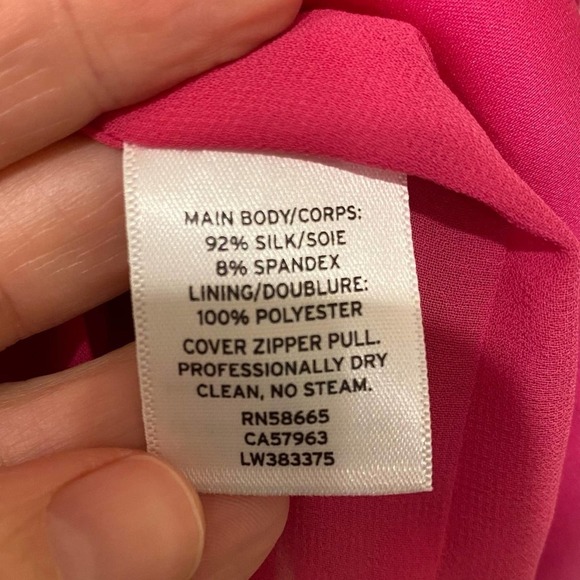 MAIN BODY/CORPS:
92% SILK/SOIE
8% SPANDEX
LINING/DOUBLURE:
100% POLYESTER
COVER ZIPPER PULL.
PROFESSIONALLY DRY
CLEAN, NO STEAM.
RN58665
CA57963
LW383375